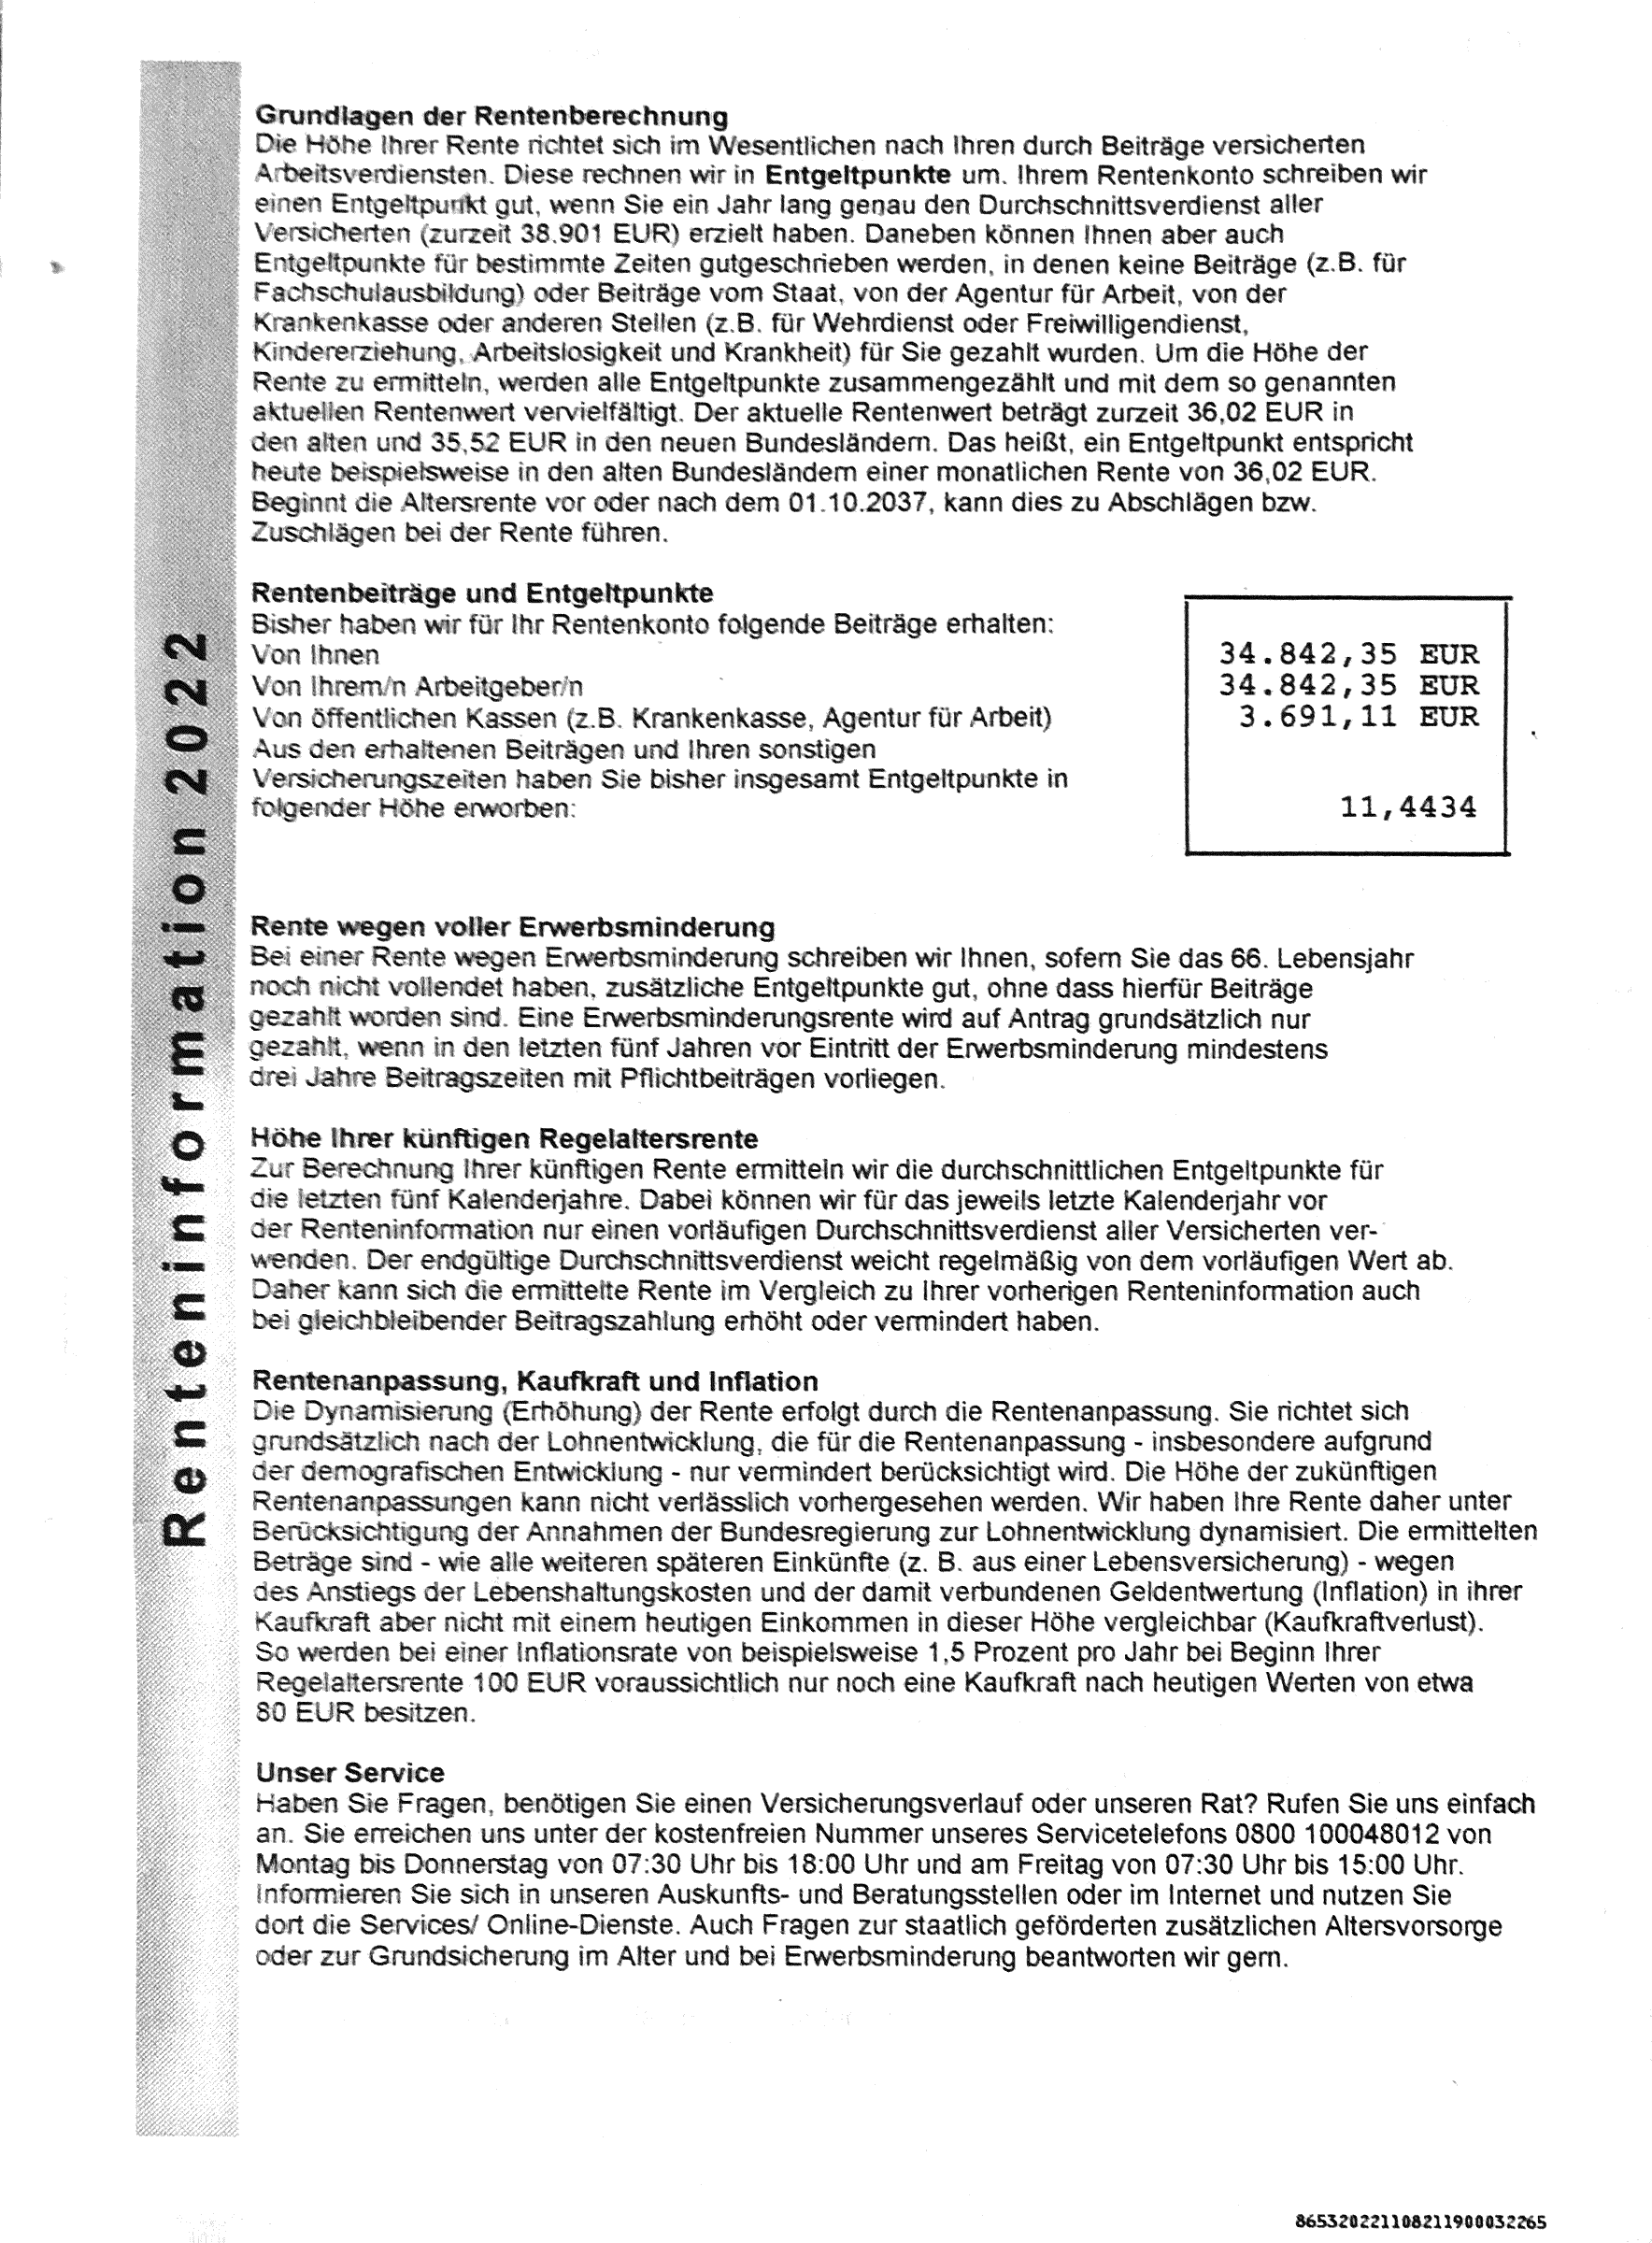 Renteninformation 2022
Grundlagen der Rentenberechnung
Die Höhe Ihrer Rente richtet sich im Wesentlichen nach Ihren durch Beiträge versicherten
Arbeitsverdiensten. Diese rechnen wir in Entgeltpunkte um. Ihrem Rentenkonto schreiben wir
einen Entgeltpunkt gut, wenn Sie ein Jahr lang genau den Durchschnittsverdienst aller
Versicherten (zurzeit 38.901 EUR) erzielt haben. Daneben können Ihnen aber auch
Entgeltpunkte für bestimmte Zeiten gutgeschrieben werden, in denen keine Beiträge (z.B. für
Fachschulausbildung) oder Beiträge vom Staat, von der Agentur für Arbeit, von der
Krankenkasse oder anderen Stellen (z.B. für Wehrdienst oder Freiwilligendienst,
Kindererziehung, Arbeitslosigkeit und Krankheit) für Sie gezahlt wurden. Um die Höhe der
Rente zu ermitteln, werden alle Entgeltpunkte zusammengezählt und mit dem so genannten
aktuellen Rentenwert vervielfältigt. Der aktuelle Rentenwert beträgt zurzeit 36,02 EUR in
den alten und 35,52 EUR in den neuen Bundesländern. Das heißt, ein Entgeltpunkt entspricht
heute beispielsweise in den alten Bundesländern einer monatlichen Rente von 36,02 EUR.
Beginnt die Altersrente vor oder nach dem 01.10.2037, kann dies zu Abschlägen bzw.
Zuschlägen bei der Rente führen.
Rentenbeiträge und Entgeltpunkte
Bisher haben wir für Ihr Rentenkonto folgende Beiträge erhalten:
Von Ihnen 34.842,35 EUR
Von Ihrem/n Arbeitgeber/n 34.842,35 EUR
Von öffentlichen Kassen (z.B. Krankenkasse, Agentur für Arbeit) 3.691,11 EUR
Aus den erhaltenen Beiträgen und Ihren sonstigen
Versicherungszeiten haben Sie bisher insgesamt Entgeltpunkte in
folgender Höhe erworben: 11,4434
Rente wegen voller Erwerbsminderung
Bei einer Rente wegen Erwerbsminderung schreiben wir Ihnen, sofern Sie das 66. Lebensjahr
noch nicht vollendet haben, zusätzliche Entgeltpunkte gut, ohne dass hierfür Beiträge
gezahlt worden sind. Eine Erwerbsminderungsrente wird auf Antrag grundsätzlich nur
gezahlt, wenn in den letzten fünf Jahren vor Eintritt der Erwerbsminderung mindestens
drei Jahre Beitragszeiten mit Pflichtbeiträgen vorliegen.
Höhe Ihrer künftigen Regelaltersrente
Zur Berechnung Ihrer künftigen Rente ermitteln wir die durchschnittlichen Entgeltpunkte für
die letzten fünf Kalenderjahre. Dabei können wir für das jeweils letzte Kalenderjahr vor
der Renteninformation nur einen vorläufigen Durchschnittsverdienst aller Versicherten ver-
wenden. Der endgültige Durchschnittsverdienst weicht regelmäßig von dem vorläufigen Wert ab.
Daher kann sich die ermittelte Rente im Vergleich zu Ihrer vorherigen Renteninformation auch
bei gleichbleibender Beitragszahlung erhöht oder vermindert haben.
Rentenanpassung, Kaufkraft und Inflation
Die Dynamisierung (Erhöhung) der Rente erfolgt durch die Rentenanpassung. Sie richtet sich
grundsätzlich nach der Lohnentwicklung, die für die Rentenanpassung - insbesondere aufgrund
der demografischen Entwicklung - nur vermindert berücksichtigt wird. Die Höhe der zukünftigen
Rentenanpassungen kann nicht verlässlich vorhergesehen werden. Wir haben Ihre Rente daher unter
Berücksichtigung der Annahmen der Bundesregierung zur Lohnentwicklung dynamisiert. Die ermittelten
Beträge sind - wie alle weiteren späteren Einkünfte (z. B. aus einer Lebensversicherung) - wegen
des Anstiegs der Lebenshaltungskosten und der damit verbundenen Geldentwertung (Inflation) in ihrer
Kaufkraft aber nicht mit einem heutigen Einkommen in dieser Höhe vergleichbar (Kaufkraftverlust).
So werden bei einer Inflationsrate von beispielsweise 1,5 Prozent pro Jahr bei Beginn Ihrer
Regelaltersrente 100 EUR voraussichtlich nur noch eine Kaufkraft nach heutigen Werten von etwa
80 EUR besitzen.
Unser Service
Haben Sie Fragen, benötigen Sie einen Versicherungsverlauf oder unseren Rat? Rufen Sie uns einfach
an. Sie erreichen uns unter der kostenfreien Nummer unseres Servicetelefons 0800 100048012 von
Montag bis Donnerstag von 07:30 Uhr bis 18:00 Uhr und am Freitag von 07:30 Uhr bis 15:00 Uhr.
Informieren Sie sich in unseren Auskunfts- und Beratungsstellen oder im Internet und nutzen Sie
dort die Services/ Online-Dienste. Auch Fragen zur staatlich geförderten zusätzlichen Altersvorsorge
oder zur Grundsicherung im Alter und bei Erwerbsminderung beantworten wir gern.
865320221108211900032265